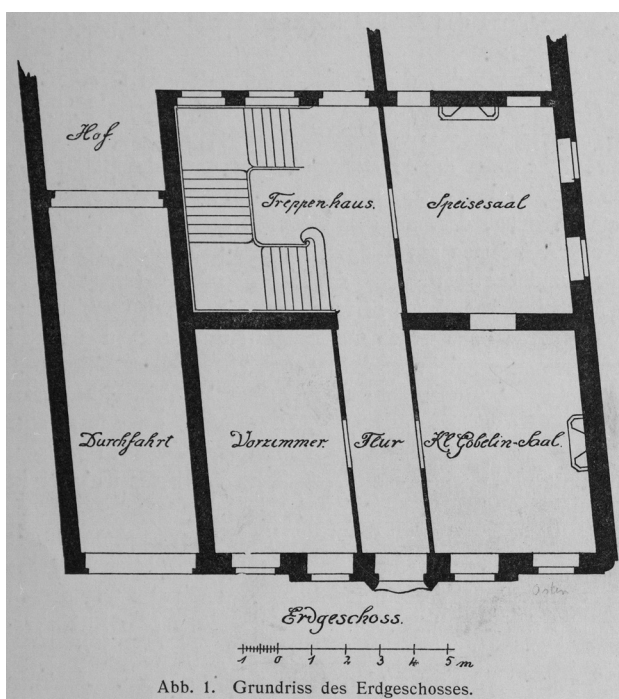 Hof.
Treppenhaus.
Speisesaal
Durchfahrt
Vorzimmer.
Flur
Kl. Gobelin-Saal.
Osten
Erdgeschoss.
1 0 1 2 3 4 5 m
Abb. 1. Grundriss des Erdgeschosses.